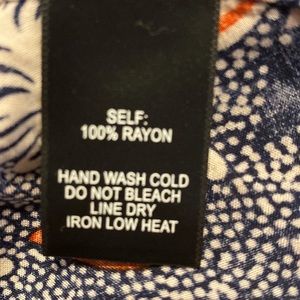 SELF:
100% RAYON
HAND WASH COLD
DO NOT BLEACH
LINE DRY
IRON LOW HEAT